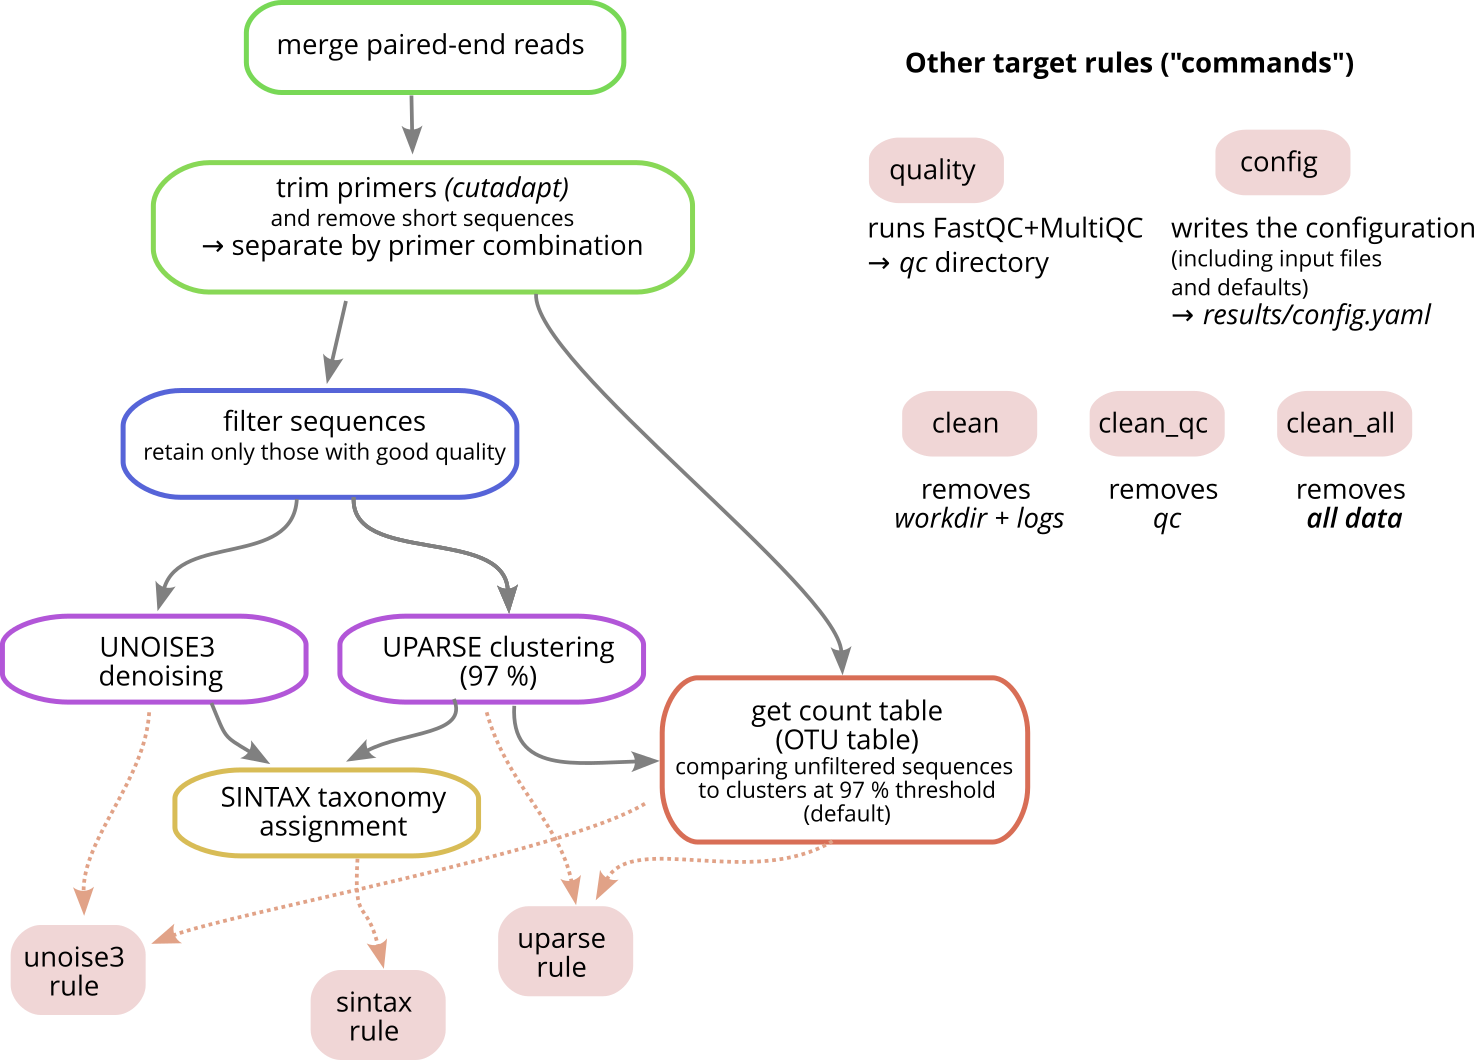 merge paired-end reads
trim primers (cutadapt)
and remove short sequences
→ separate by primer combination
filter sequences
retain only those with good quality
UNOISE3
denoising
UPARSE clustering
(97 %)
get count table
(OTU table)
comparing unfiltered sequences
to clusters at 97 % threshold
(default)
SINTAX taxonomy
assignment
unoise3
rule
sintax
rule
uparse
rule
Other target rules ("commands")
quality
runs FastQC+MultiQC
→ qc directory
config
writes the configuration
(including input files
and defaults)
→ results/config.yaml
clean
removes
workdir + logs
clean_qc
removes
qc
clean_all
removes
all data